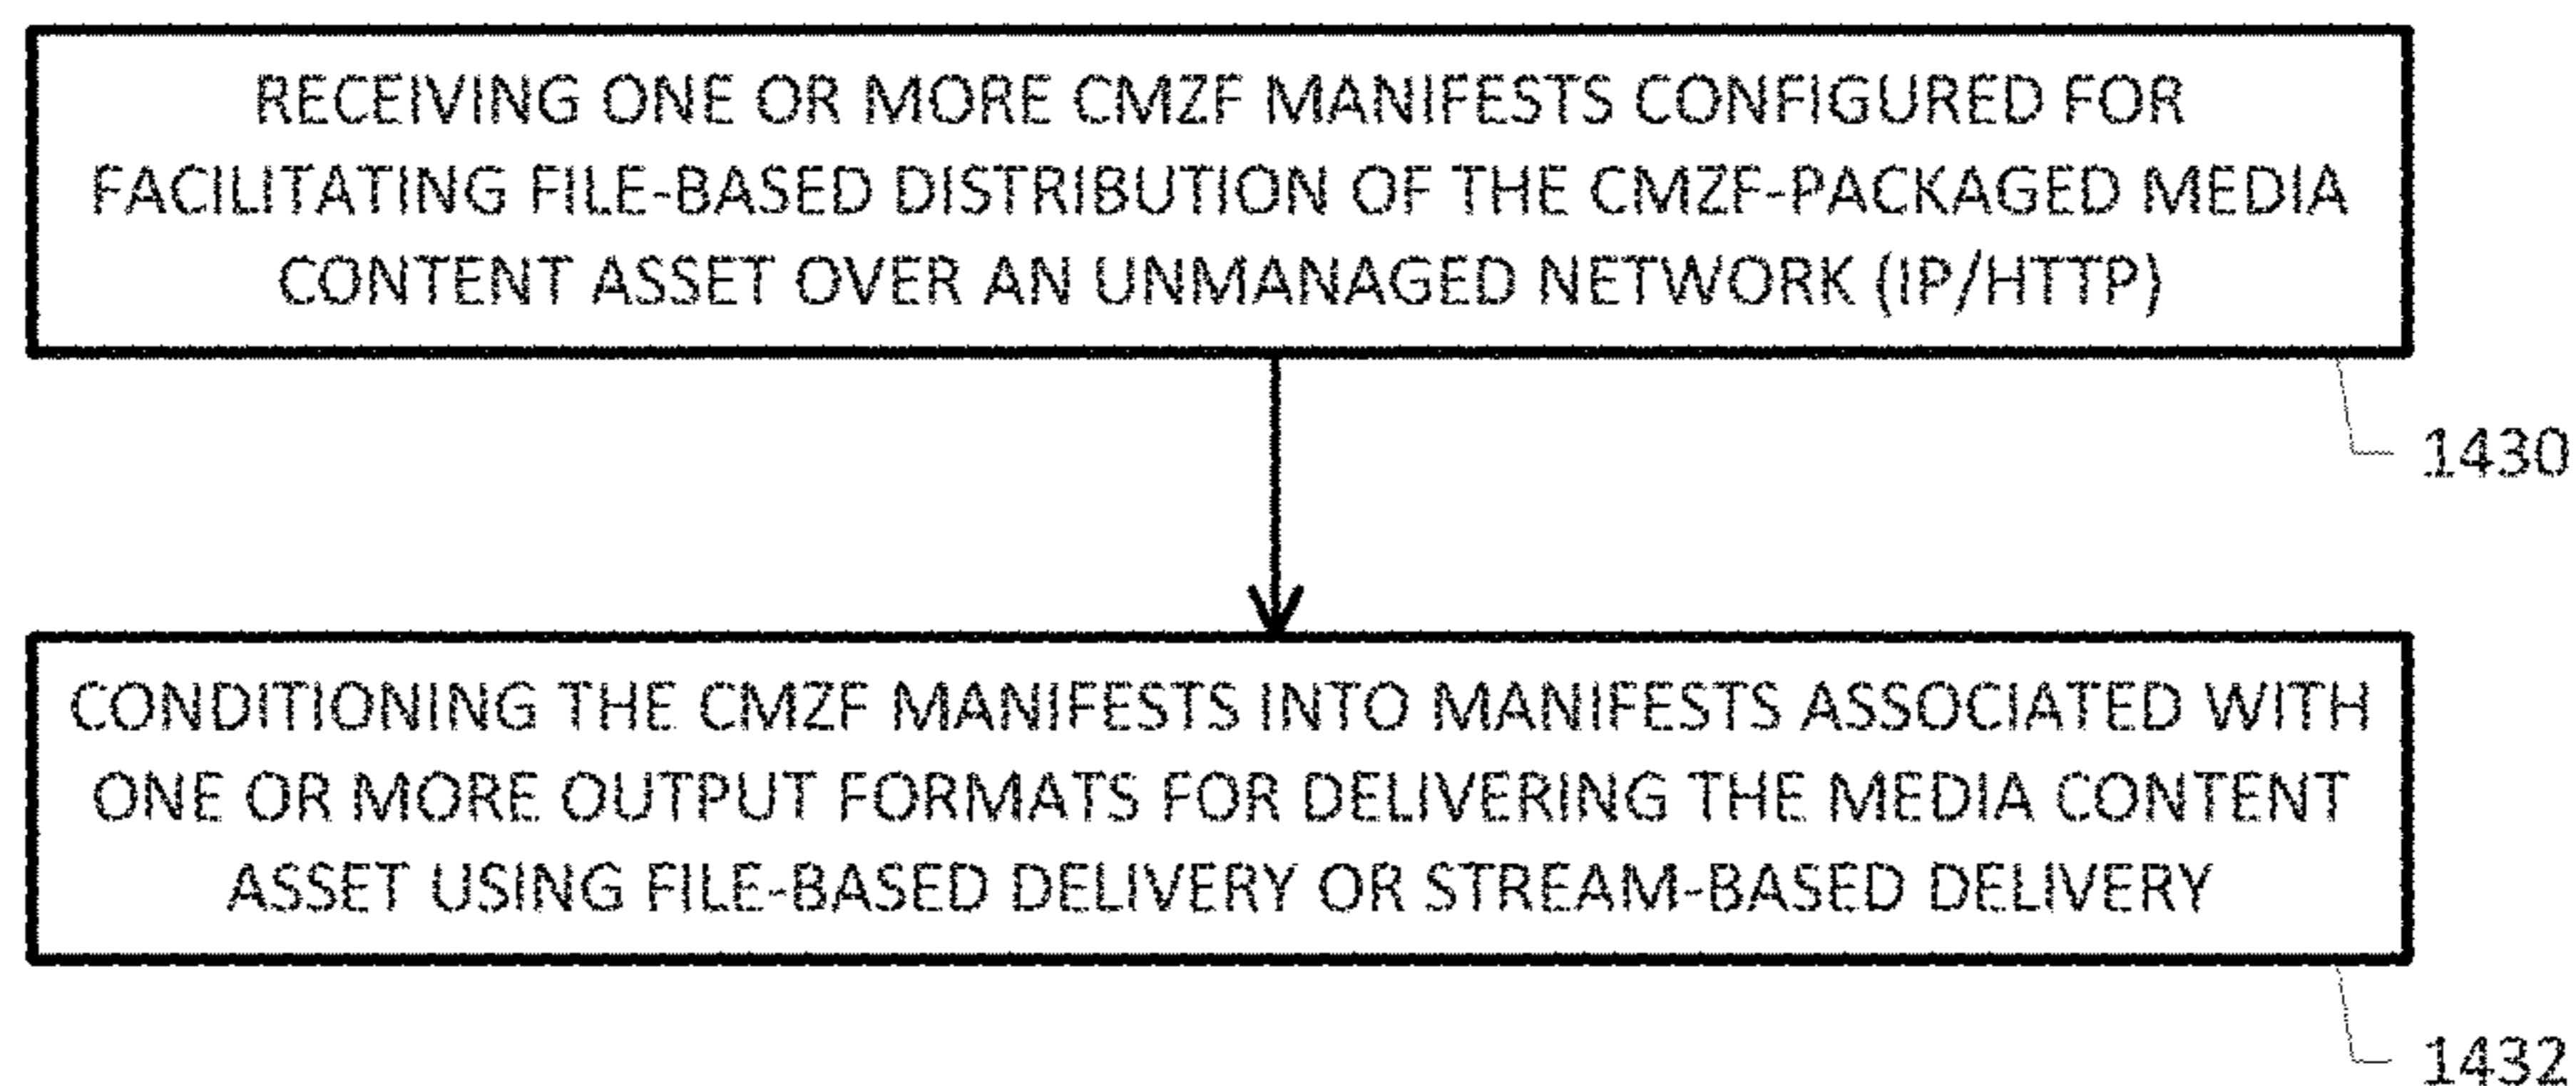 RECEIVING ONE OR MORE CMZF MANIFESTS CONFIGURED FOR
FACILITATING FILE-BASED DISTRIBUTION OF THE CMZF-PACKAGED MEDIA
CONTENT ASSET OVER AN UNMANAGED NETWORK (IP/HTTP)
1430
CONDITIONING THE CMZF MANIFESTS INTO MANIFESTS ASSOCIATED WITH
ONE OR MORE OUTPUT FORMATS FOR DELIVERING THE MEDIA CONTENT
ASSET USING FILE-BASED DELIVERY OR STREAM-BASED DELIVERY
1432